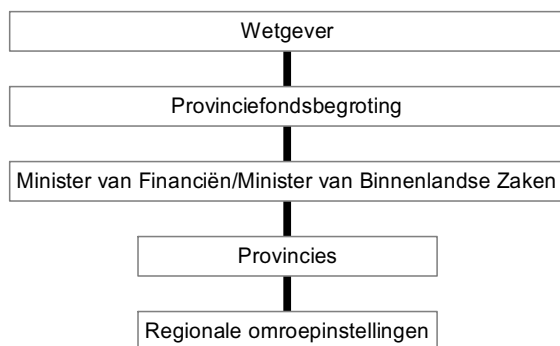 Wetgever
Provinciefondsbegroting
Minister van Financiën/Minister van Binnenlandse Zaken
Provincies
Regionale omroepinstellingen